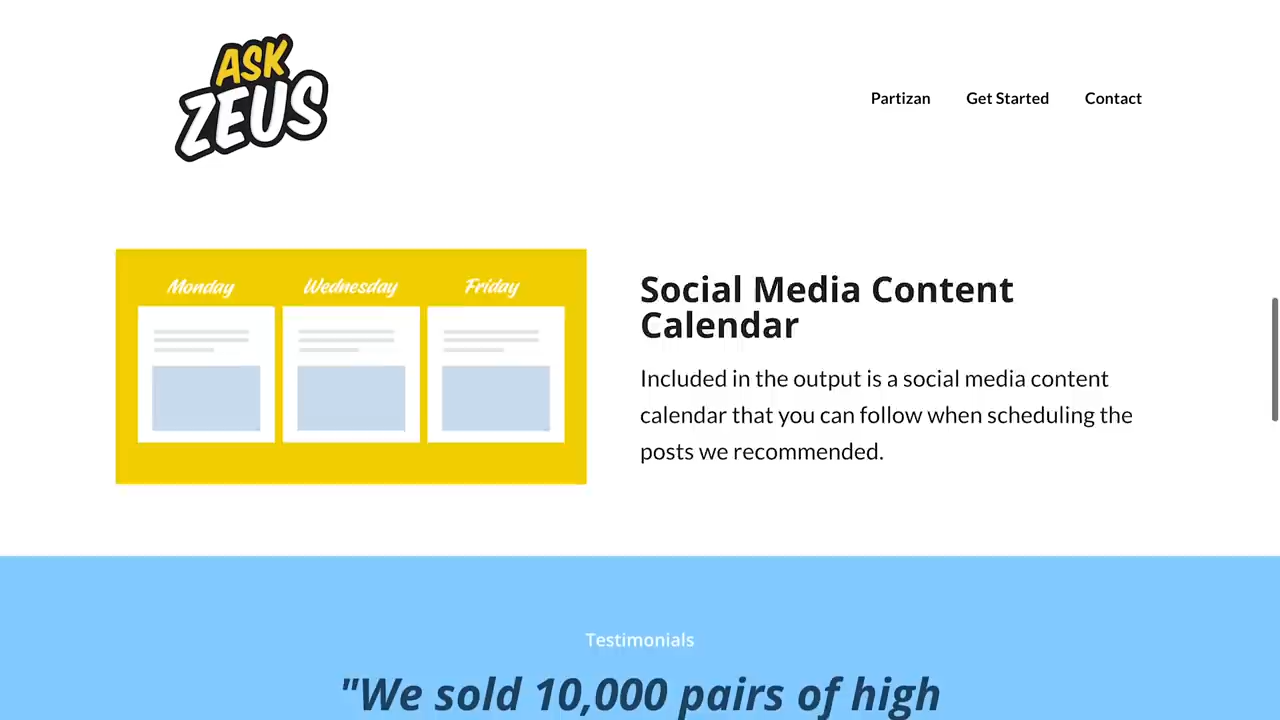 ASK
ZEUS
Partizan Get Started Contact
Monday Wednesday Friday
Social Media Content
Calendar
Included in the output is a social media content
calendar that you can follow when scheduling the
posts we recommended.
Testimonials
"We sold 10,000 pairs of high